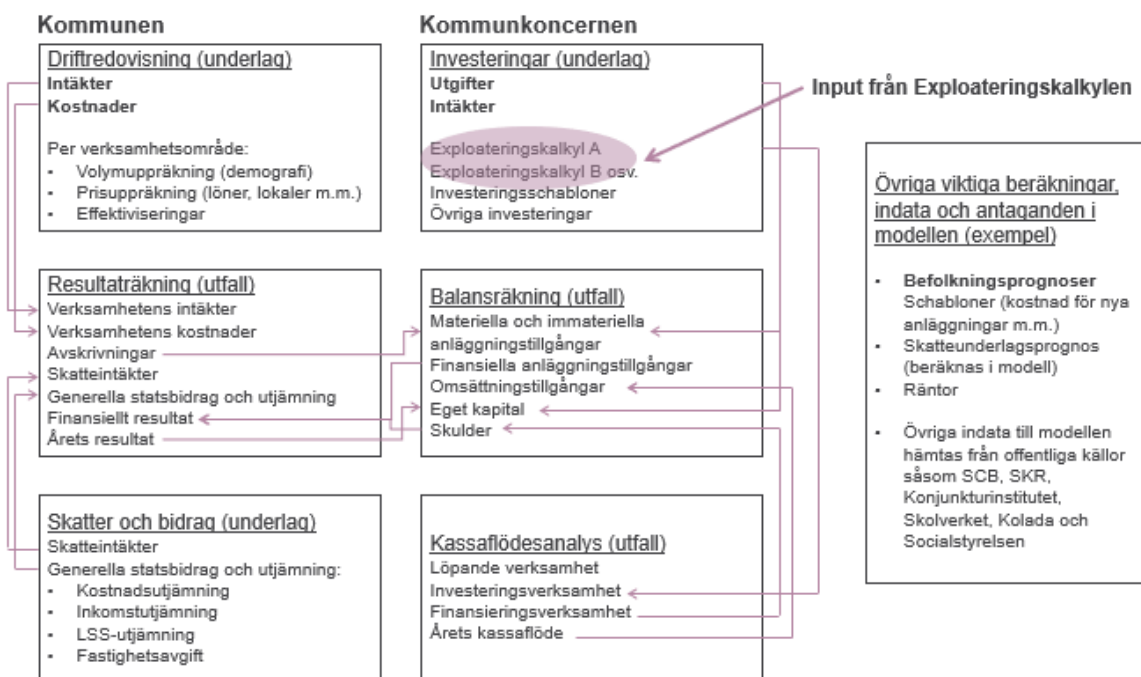 Kommunen
Driftredovisning (underlag)
Intäkter
Kostnader
Per verksamhetsområde:
▪ Volymuppräkning (demografi)
▪ Prisuppräkning (löner, lokaler m.m.)
▪ Effektiviseringar
Resultaträkning (utfall)
Verksamhetens intäkter
Verksamhetens kostnader
Avskrivningar
Skatteintäkter
Generella statsbidrag och utjämning
Finansiellt resultat
Årets resultat
Skatter och bidrag (underlag)
Skatteintäkter
Generella statsbidrag och utjämning:
▪ Kostnadsutjämning
▪ Inkomstutjämning
▪ LSS-utjämning
▪ Fastighetsavgift
Kommunkoncernen
Investeringar (underlag)
Utgifter
Intäkter
Exploateringskalkyl A
Exploateringskalkyl B osv.
Investeringsschabloner
Övriga investeringar
Balansräkning (utfall)
Materiella och immateriella
anläggningstillgångar
Finansiella anläggningstillgångar
Omsättningstillgångar
Eget kapital
Skulder
Kassaflödesanalys (utfall)
Löpande verksamhet
Investeringsverksamhet
Finansieringsverksamhet
Årets kassaflöde
Input från Exploateringskalkylen
Övriga viktiga beräkningar,
indata och antaganden i
modellen (exempel)
▪ Befolkningsprognoser
Schabloner (kostnad för nya
anläggningar m.m.)
▪ Skatteunderlagsprognos
(beräknas i modell)
▪ Räntor
▪ Övriga indata till modellen
hämtas från offentliga källor
såsom SCB, SKR,
Konjunkturinstitutet,
Skolverket, Kolada och
Socialstyrelsen